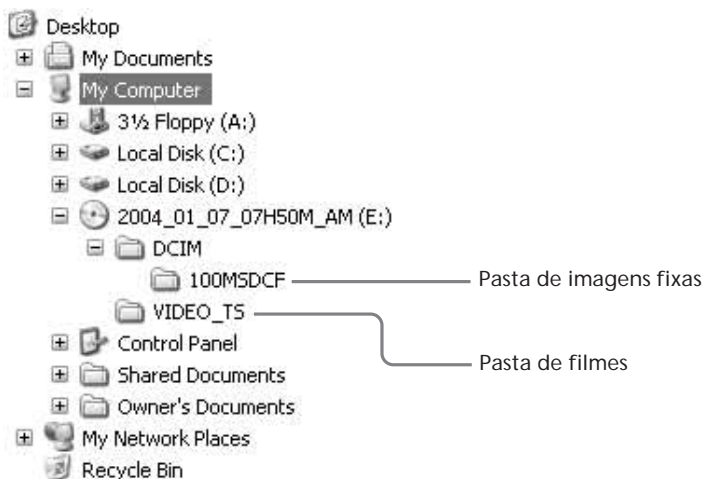 Desktop
My Documents
My Computer
3½ Floppy (A:)
Local Disk (C:)
Local Disk (D:)
2004_01_07_07H50M_AM (E:)
DCIM
100MSDCF
Pasta de imagens fixas
VIDEO_TS
Control Panel
Pasta de filmes
Shared Documents
Owner's Documents
My Network Places
Recycle Bin